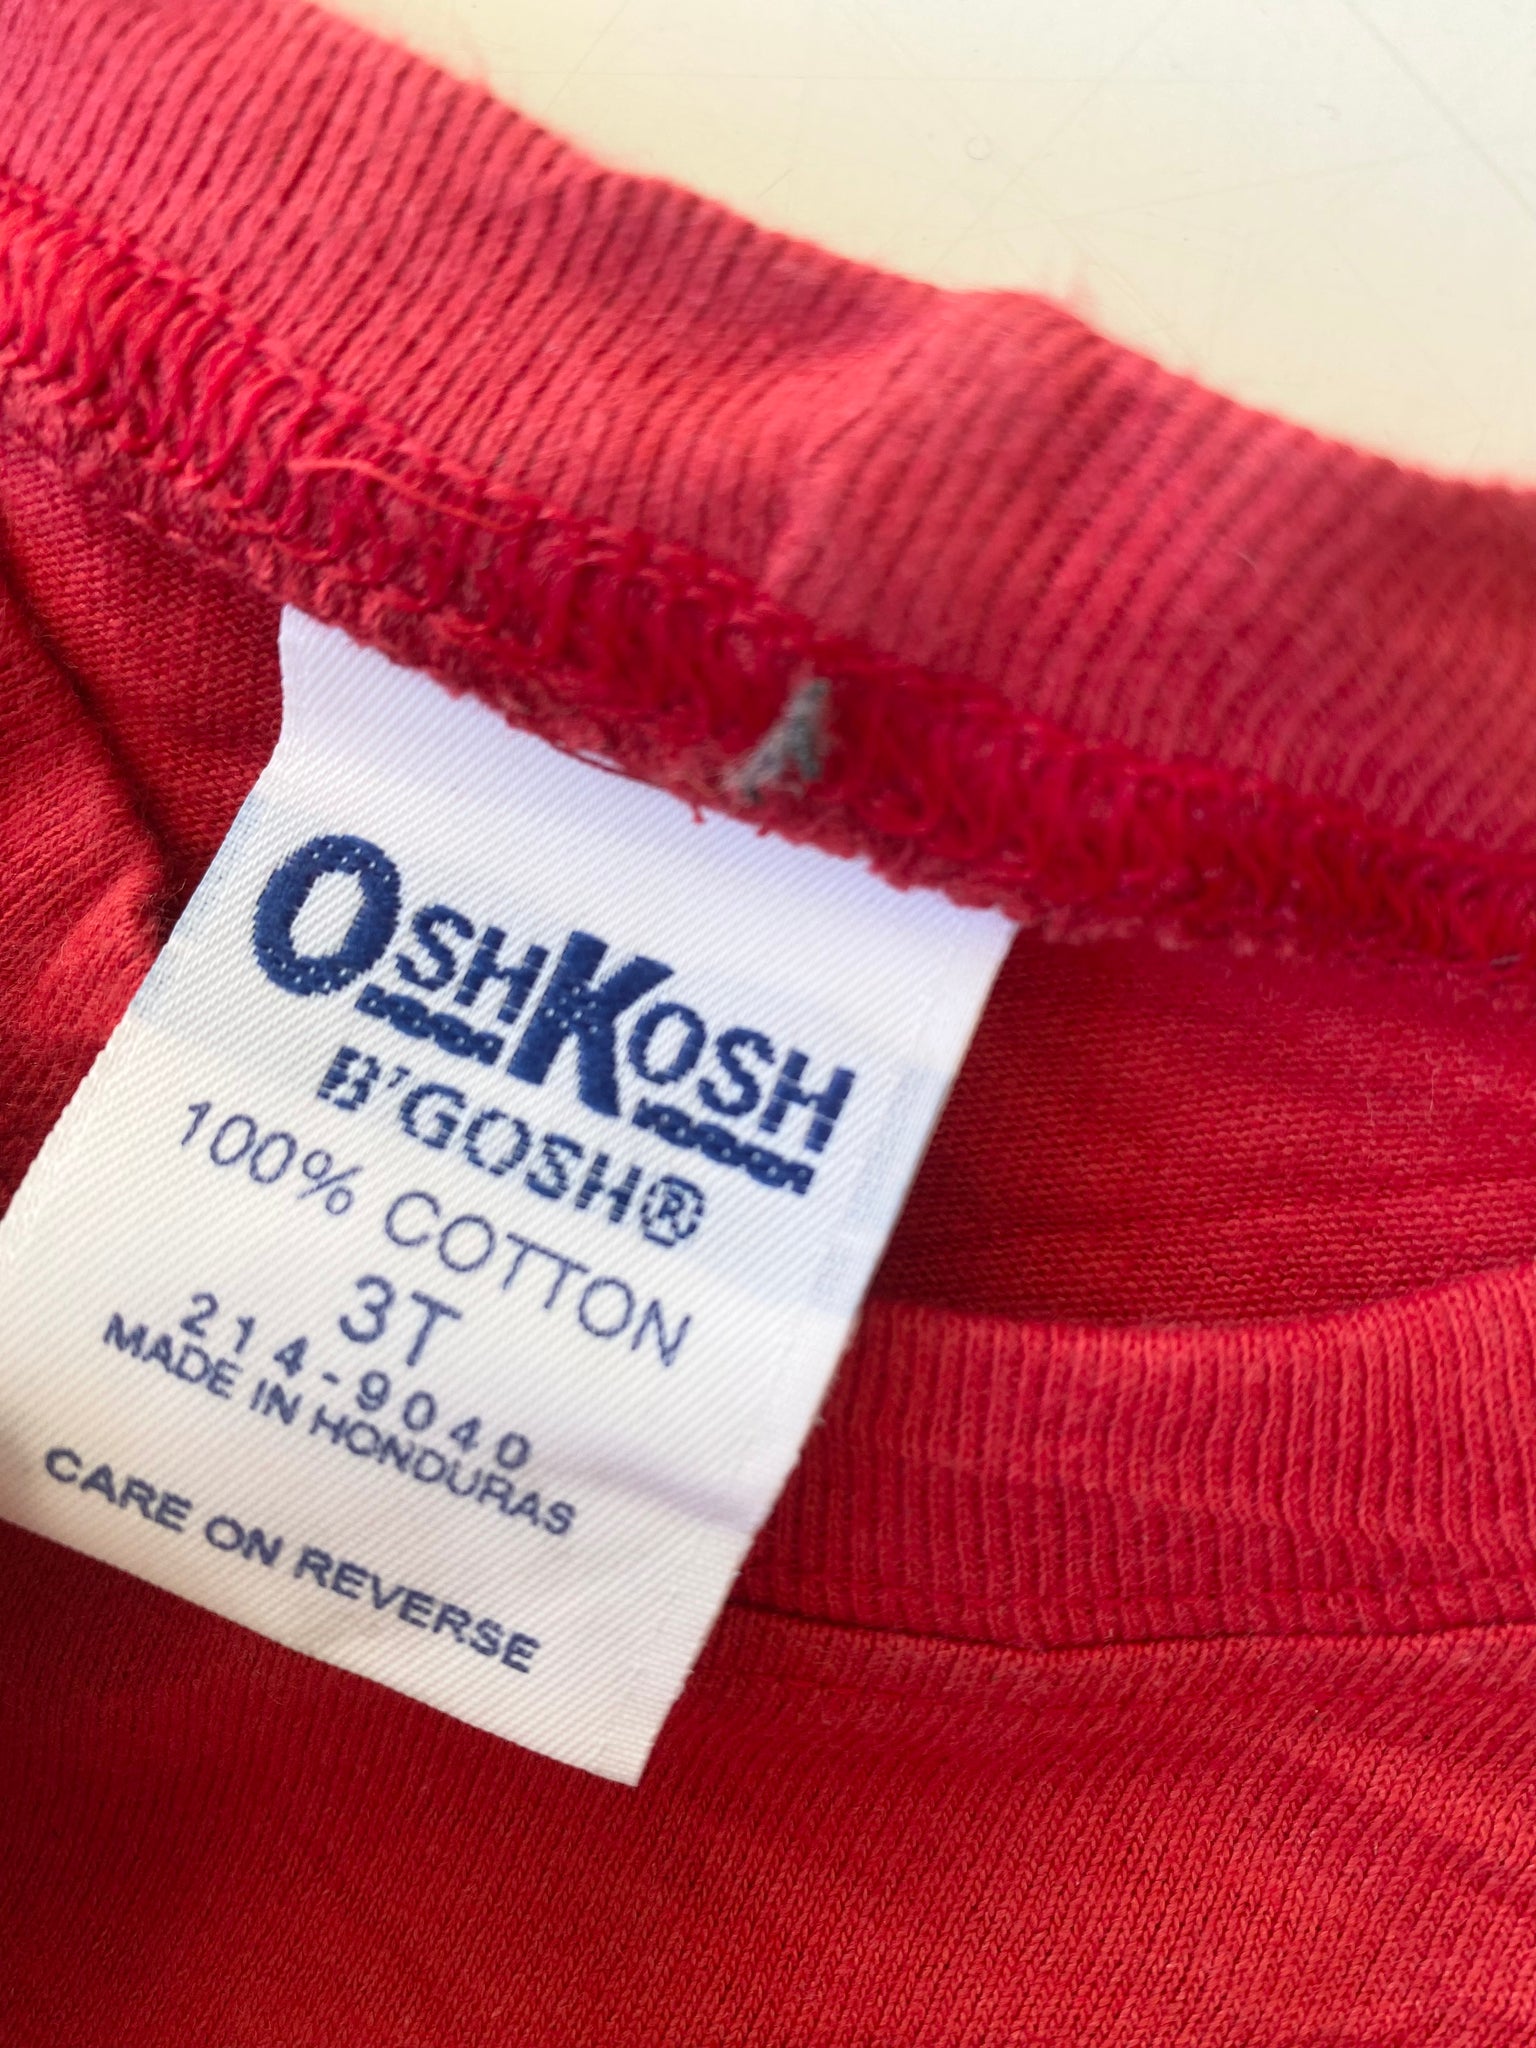 OSHKOSH
B'GOSH®
100% COTTON
3T
214-9040
MADE IN HONDURAS
CARE ON REVERSE